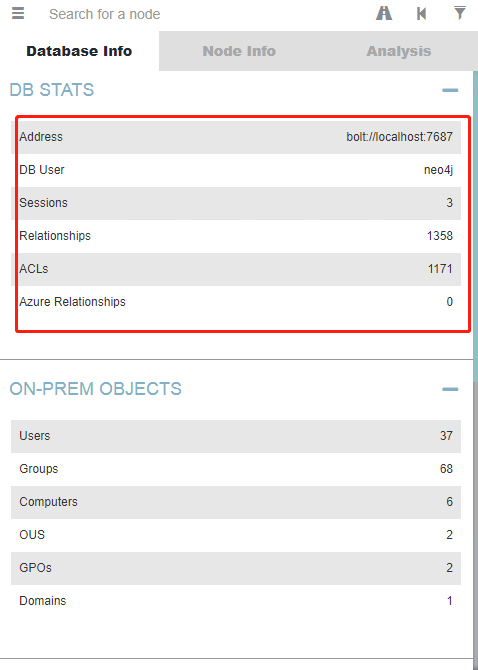 Search for a node
Database Info Node Info Analysis
DB STATS
Address bolt://localhost:7687
DB User neo4j
Sessions 3
Relationships 1358
ACLs 1171
Azure Relationships 0
ON-PREM OBJECTS
Users 37
Groups 68
Computers 6
OUS 2
GPOs 2
Domains 1